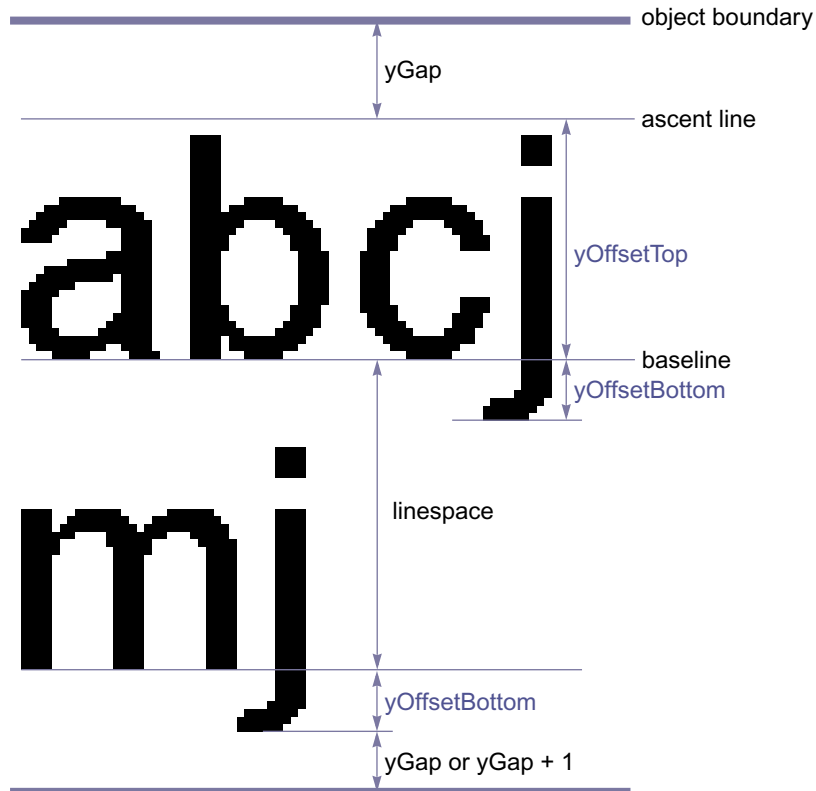 object boundary
yGap
ascent line
abcj
yOffsetTop
baseline
yOffsetBottom
linespace
mj
yOffsetBottom
yGap or yGap + 1